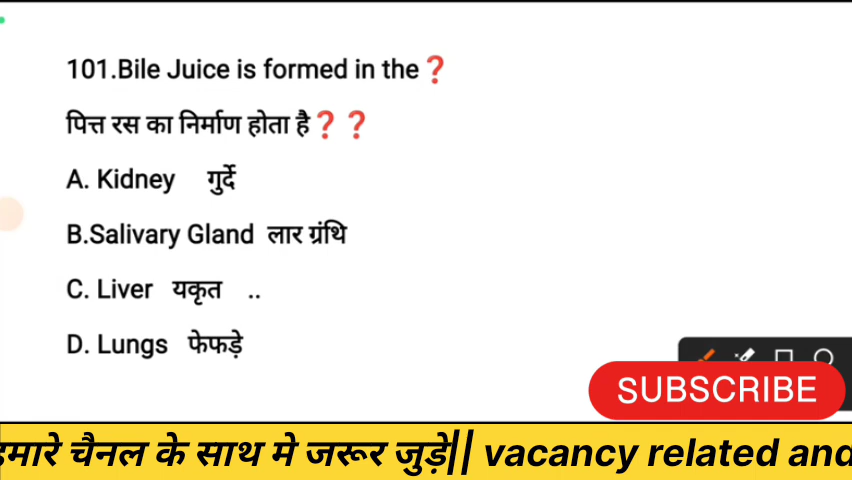 101.Bile Juice is formed in the❓
पित्त रस का निर्माण होता है❓❓
A. Kidney गुर्दे
B.Salivary Gland लार ग्रंथि
C. Liver यकृत ..
D. Lungs फेफड़े
SUBSCRIBE
हमारे चैनल के साथ मे जरूर जुड़े|| vacancy related and